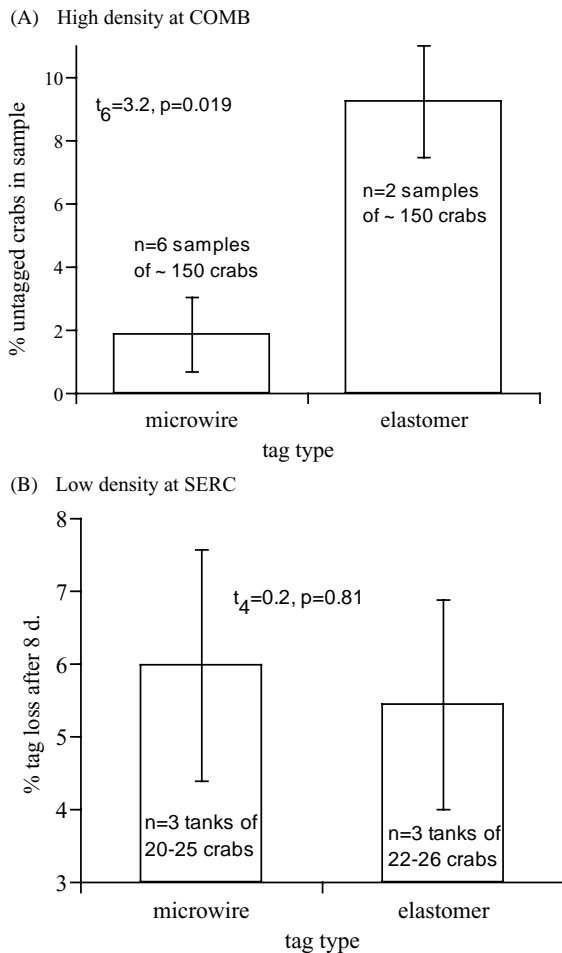 (A) High density at COMB
10
8
6
4
2
0
% untagged crabs in sample
t6=3.2, p=0.019
n=6 samples
of ~ 150 crabs
n=2 samples
of ~ 150 crabs
microwire
elastomer
tag type
(B) Low density at SERC
8
7
6
5
4
3
% tag loss after 8 d.
t4=0.2, p=0.81
n=3 tanks of
20-25 crabs
n=3 tanks of
22-26 crabs
microwire
elastomer
tag type